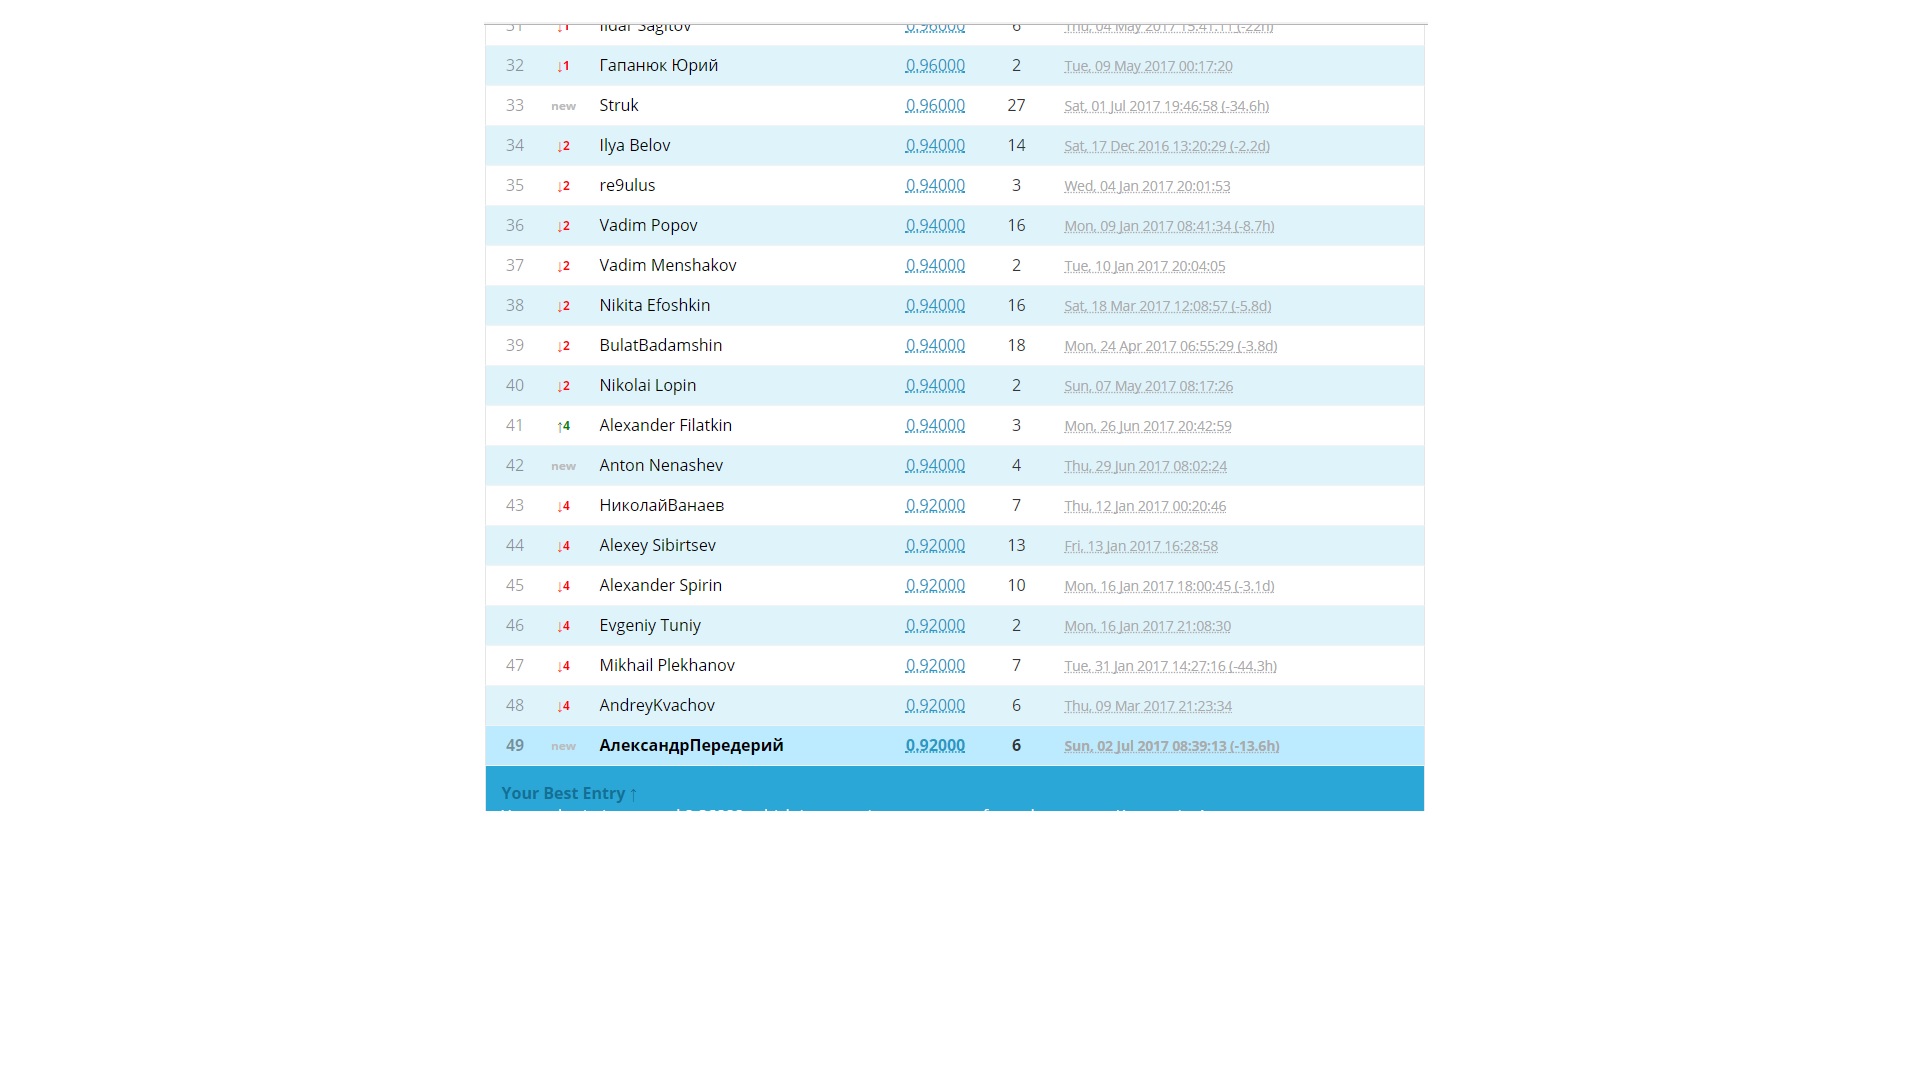 31 ↓1 Ildar Sagitov 0.96000 6 Thu, 04 May 2017 15:41:11 (-22h)
32 ↓1 Гапанюк Юрий 0.96000 2 Tue, 09 May 2017 00:17:20
33 new Struk 0.96000 27 Sat, 01 Jul 2017 19:46:58 (-34.6h)
34 ↓2 Ilya Belov 0.94000 14 Sat, 17 Dec 2016 13:20:29 (-2.2d)
35 ↓2 re9ulus 0.94000 3 Wed, 04 Jan 2017 20:01:53
36 ↓2 Vadim Popov 0.94000 16 Mon, 09 Jan 2017 08:41:34 (-8.7h)
37 ↓2 Vadim Menshakov 0.94000 2 Tue, 10 Jan 2017 20:04:05
38 ↓2 Nikita Efoshkin 0.94000 16 Sat, 18 Mar 2017 12:08:57 (-5.8d)
39 ↓2 BulatBadamshin 0.94000 18 Mon, 24 Apr 2017 06:55:29 (-3.8d)
40 ↓2 Nikolai Lopin 0.94000 2 Sun, 07 May 2017 08:17:26
41 ↑4 Alexander Filatkin 0.94000 3 Mon, 26 Jun 2017 20:42:59
42 new Anton Nenashev 0.94000 4 Thu, 29 Jun 2017 08:02:24
43 ↓4 НиколайВанаев 0.92000 7 Thu, 12 Jan 2017 00:20:46
44 ↓4 Alexey Sibirtsev 0.92000 13 Fri, 13 Jan 2017 16:28:58
45 ↓4 Alexander Spirin 0.92000 10 Mon, 16 Jan 2017 18:00:45 (-3.1d)
46 ↓4 Evgeniy Tuniy 0.92000 2 Mon, 16 Jan 2017 21:08:30
47 ↓4 Mikhail Plekhanov 0.92000 7 Tue, 31 Jan 2017 14:27:16 (-44.3h)
48 ↓4 AndreyKvachov 0.92000 6 Thu, 09 Mar 2017 21:23:34
49 new АлександрПередерий 0.92000 6 Sun, 02 Jul 2017 08:39:13 (-13.6h)
Your Best Entry ↑